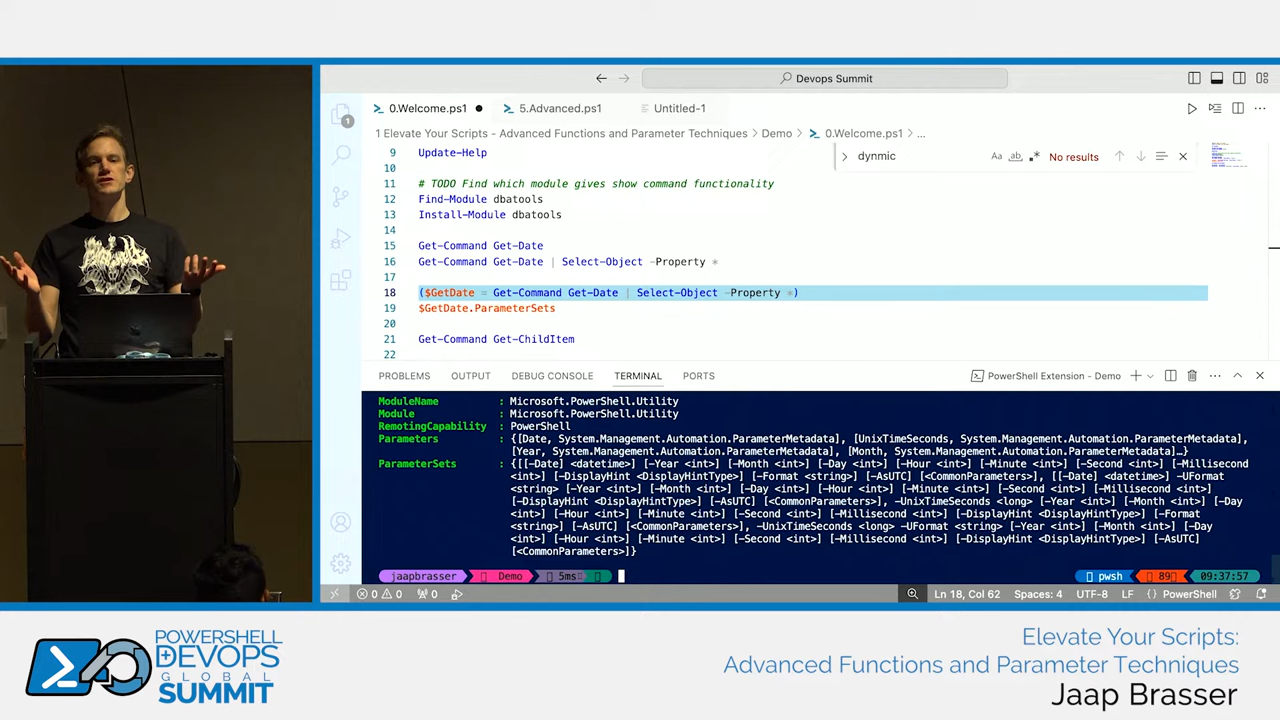 Devops Summit
0.Welcome.ps1
5.Advanced.ps1
Untitled-1
1 Elevate Your Scripts - Advanced Functions and Parameter Techniques > Demo > 0.Welcome.ps1 > ...
dynmic
Aa ab No results
9 Update-Help
10
11 # TODO Find which module gives show command functionality
12 Find-Module dbatools
13 Install-Module dbatools
14
15 Get-Command Get-Date
16 Get-Command Get-Date | Select-Object -Property *
17
18 ($GetDate = Get-Command Get-Date | Select-Object -Property *)
19 $GetDate.ParameterSets
20
21 Get-Command Get-ChildItem
22
1
PROBLEMS OUTPUT DEBUG CONSOLE TERMINAL PORTS
PowerShell Extension - Demo
ModuleName : Microsoft.PowerShell.Utility
Module : Microsoft.PowerShell.Utility
RemotingCapability : PowerShell
Parameters : {[Date, System.Management.Automation.ParameterMetadata], [UnixTimeSeconds, System.Management.Automation.ParameterMetadata],
[Year, System.Management.Automation.ParameterMetadata], [Month, System.Management.Automation.ParameterMetadata]…}
ParameterSets : {[[-Date] <datetime>] [-Year <int>] [-Month <int>] [-Day <int>] [-Hour <int>] [-Minute <int>] [-Second <int>] [-Millisecond
<int>] [-DisplayHint <DisplayHintType>] [-Format <string>] [-AsUTC] [<CommonParameters>], [[-Date] <datetime>] -UFormat
<string> [-Year <int>] [-Month <int>] [-Day <int>] [-Hour <int>] [-Minute <int>] [-Second <int>] [-Millisecond <int>]
[-DisplayHint <DisplayHintType>] [-AsUTC] [<CommonParameters>], -UnixTimeSeconds <long> [-Year <int>] [-Month <int>] [-Day
<int>] [-Hour <int>] [-Minute <int>] [-Second <int>] [-Millisecond <int>] [-DisplayHint <DisplayHintType>] [-Format
<string>] [-AsUTC] [<CommonParameters>], -UnixTimeSeconds <long> -UFormat <string> [-Year <int>] [-Month <int>] [-Day
<int>] [-Hour <int>] [-Minute <int>] [-Second <int>] [-Millisecond <int>] [-DisplayHint <DisplayHintType>] [-AsUTC]
[<CommonParameters>]}
jaapbrasser Demo 5ms pwsh 89 09:37:57
0 0 0 Ln 18, Col 62 Spaces: 4 UTF-8 LF {} PowerShell
POWERSHELL
DEVOPS
GLOBAL
SUMMIT
Elevate Your Scripts:
Advanced Functions and Parameter Techniques
Jaap Brasser